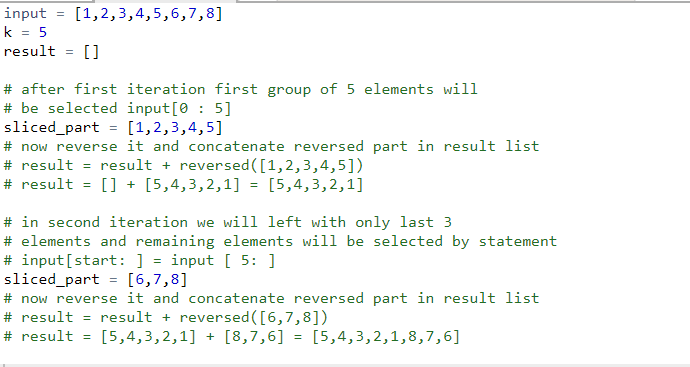 input = [1,2,3,4,5,6,7,8]
k = 5
result = []
# after first iteration first group of 5 elements will
# be selected input[0 : 5]
sliced_part = [1,2,3,4,5]
# now reverse it and concatenate reversed part in result list
# result = result + reversed([1,2,3,4,5])
# result = [] + [5,4,3,2,1] = [5,4,3,2,1]
# in second iteration we will left with only last 3
# elements and remaining elements will be selected by statement
# input[start: ] = input [ 5: ]
sliced_part = [6,7,8]
# now reverse it and concatenate reversed part in result list
# result = result + reversed([6,7,8])
# result = [5,4,3,2,1] + [8,7,6] = [5,4,3,2,1,8,7,6]